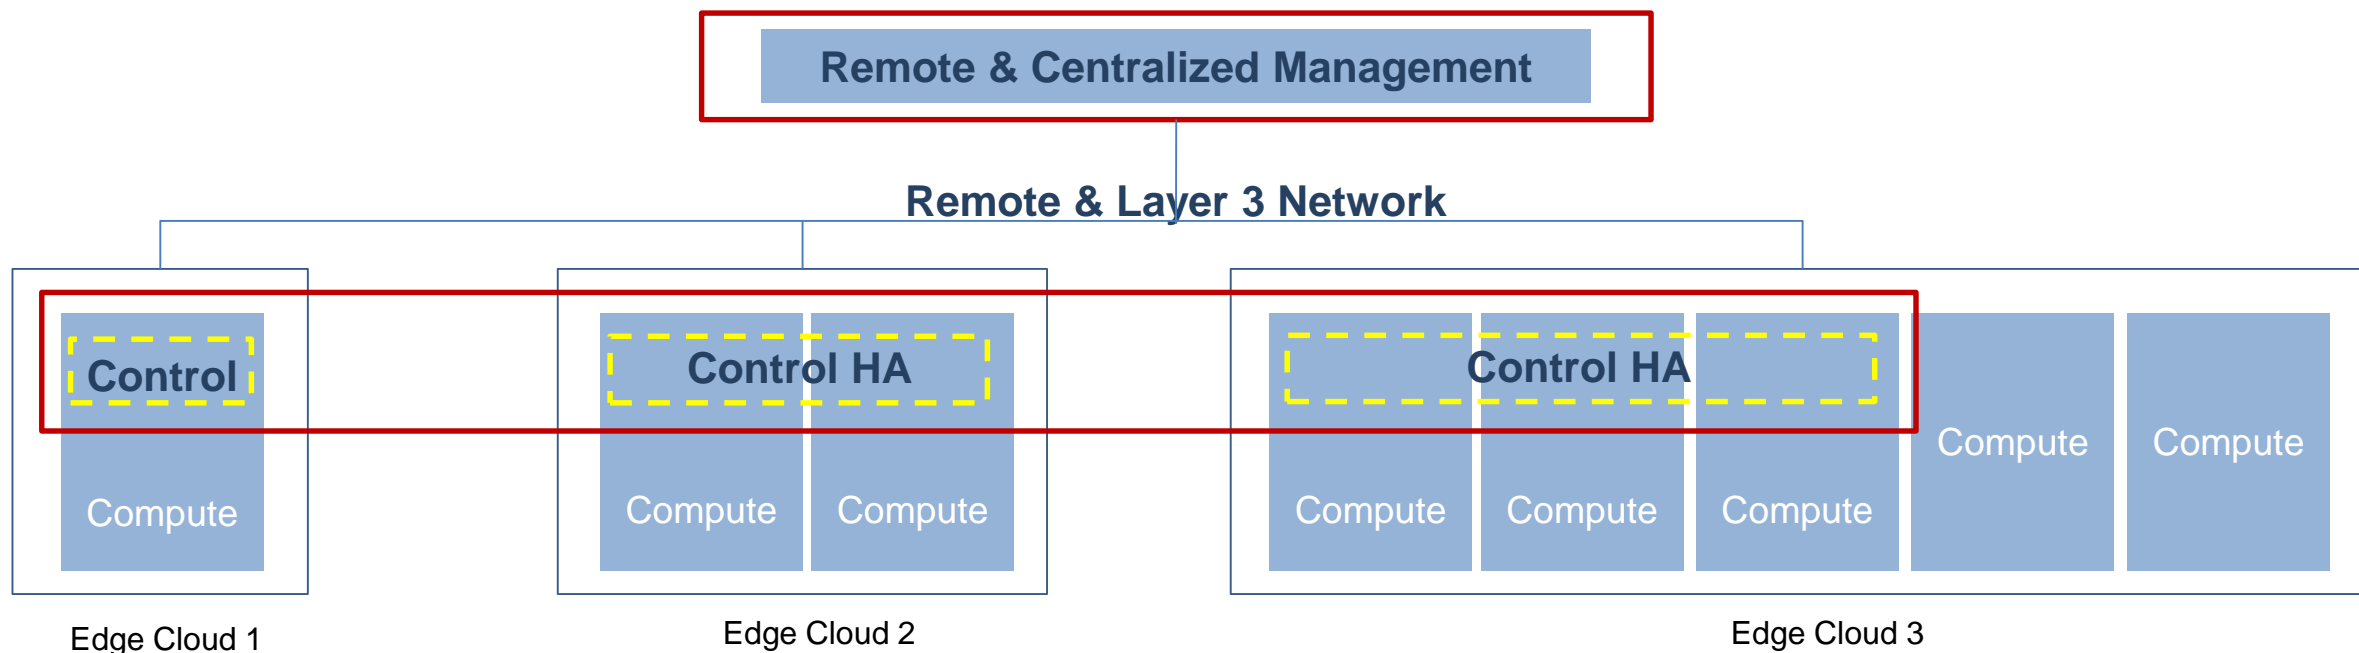 Remote & Centralized Management
Remote & Layer 3 Network
Control
Control HA
Control HA
Compute
Compute
Compute
Compute
Compute
Compute
Compute
Compute
Edge Cloud 1
Edge Cloud 2
Edge Cloud 3